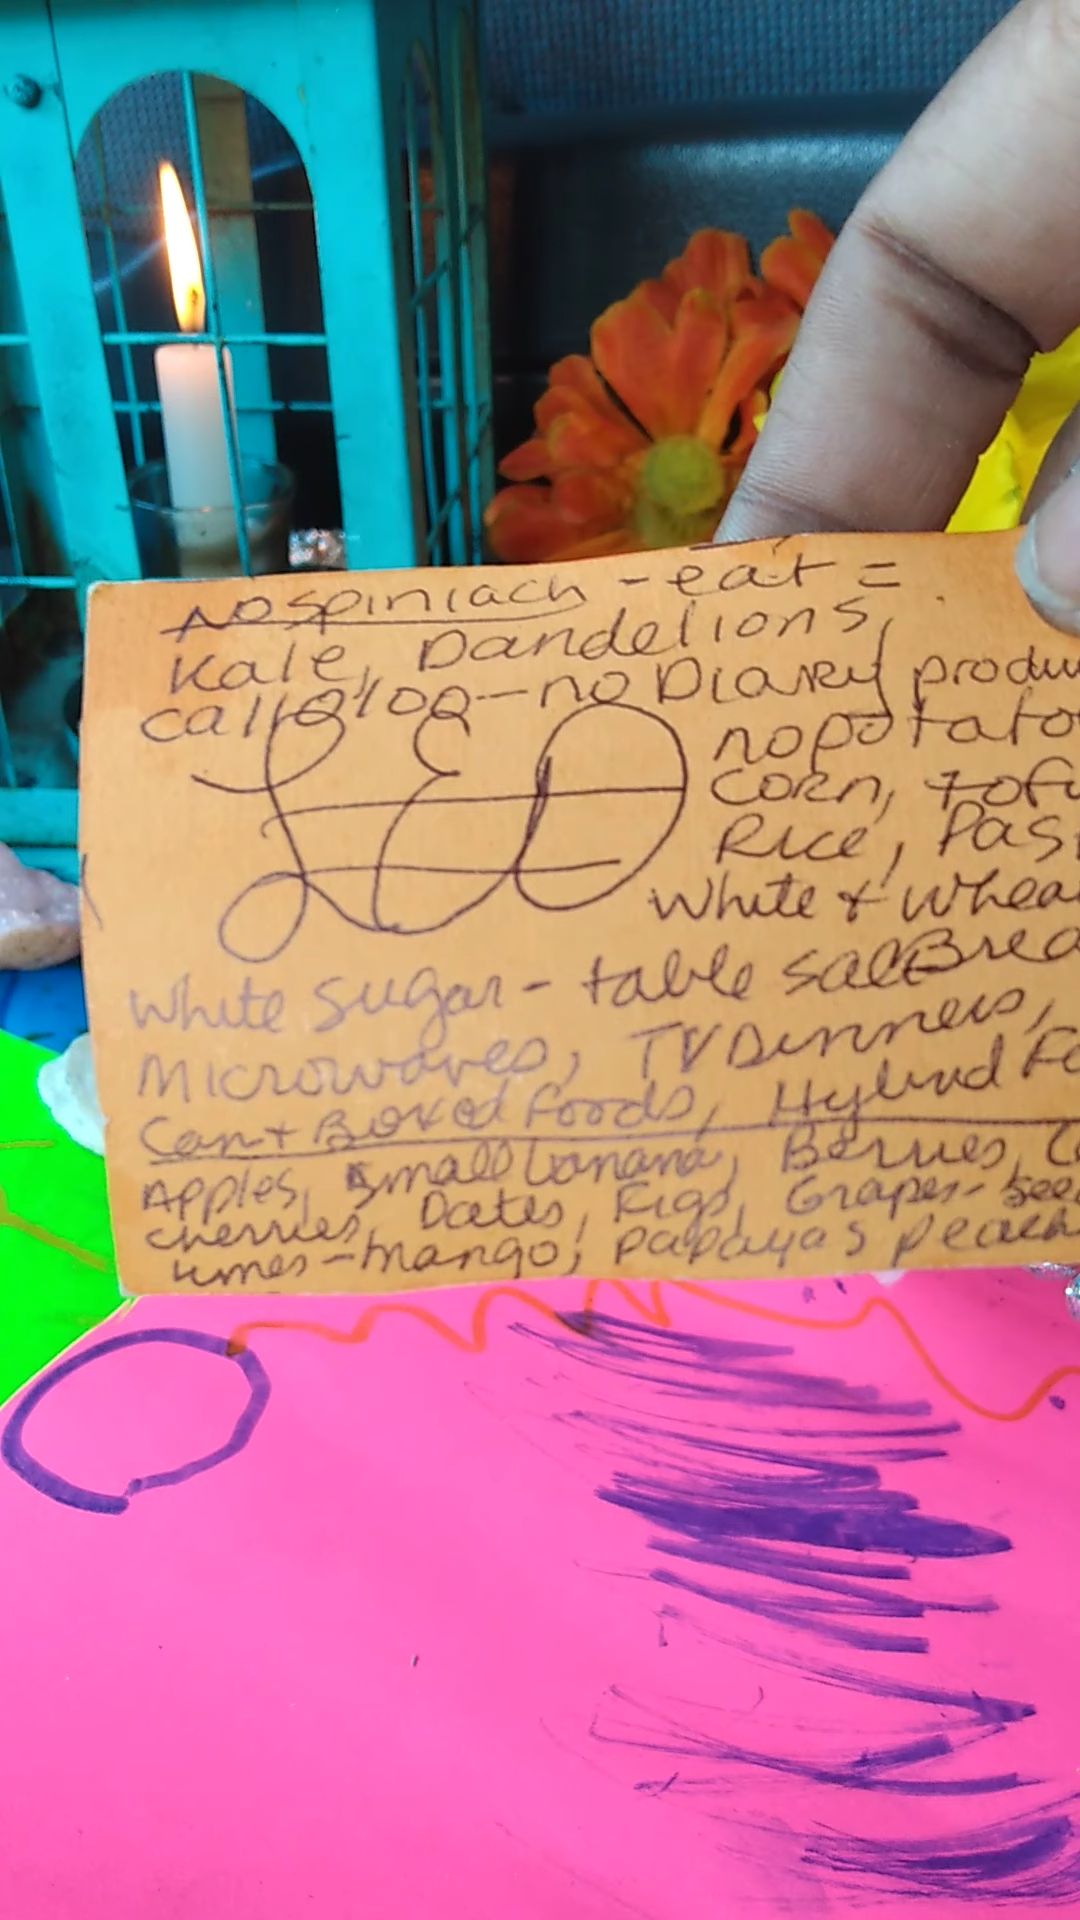 No spiniach - eat =
Kale, Dandelions,
Callaloo - no Diary produ
no potato
Corn, tofu
Rice, Pas
White & Whea
White Sugar - table salt Brea
Microwaves, TV Dinners,
Can + Boxed Foods, Hybrid Fo
Apples, Small banana, Berries, C
Cherries, Dates, Figs, Grapes - See
Limes - mango, papayas peach